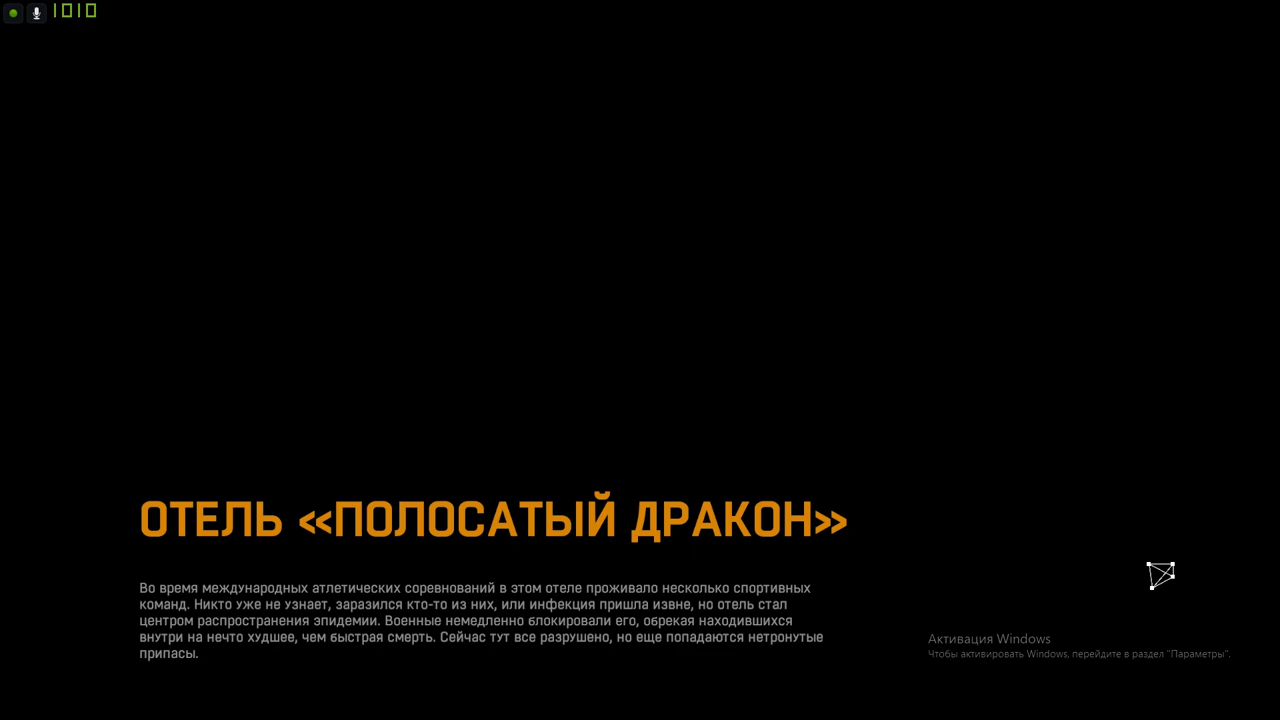 1010
ОТЕЛЬ «ПОЛОСАТЫЙ ДРАКОН»
Во время международных атлетических соревнований в этом отеле проживало несколько спортивных
команд. Никто уже не узнает, заразился кто-то из них, или инфекция пришла извне, но отель стал
центром распространения эпидемии. Военные немедленно блокировали его, обрекая находившихся
внутри на нечто худшее, чем быстрая смерть. Сейчас тут все разрушено, но еще попадаются нетронутые
припасы.
Активация Windows
Чтобы активировать Windows, перейдите в раздел "Параметры".